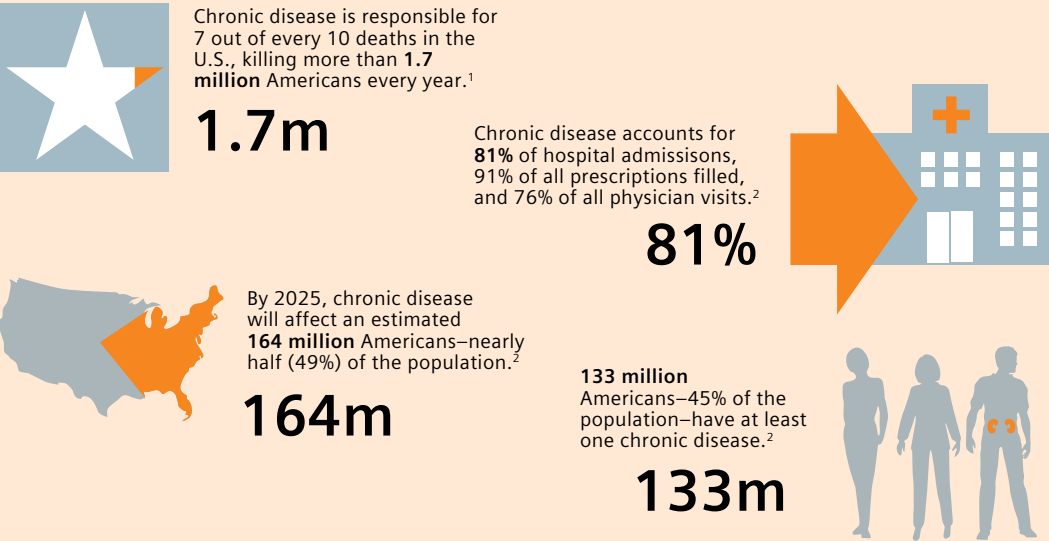 Chronic disease is responsible for
7 out of every 10 deaths in the
U.S., killing more than 1.7
million Americans every year.¹
1.7m
Chronic disease accounts for
81% of hospital admissisons,
91% of all prescriptions filled,
and 76% of all physician visits.²
81%
By 2025, chronic disease
will affect an estimated
164 million Americans–nearly
half (49%) of the population.²
164m
133 million
Americans–45% of the
population–have at least
one chronic disease.²
133m